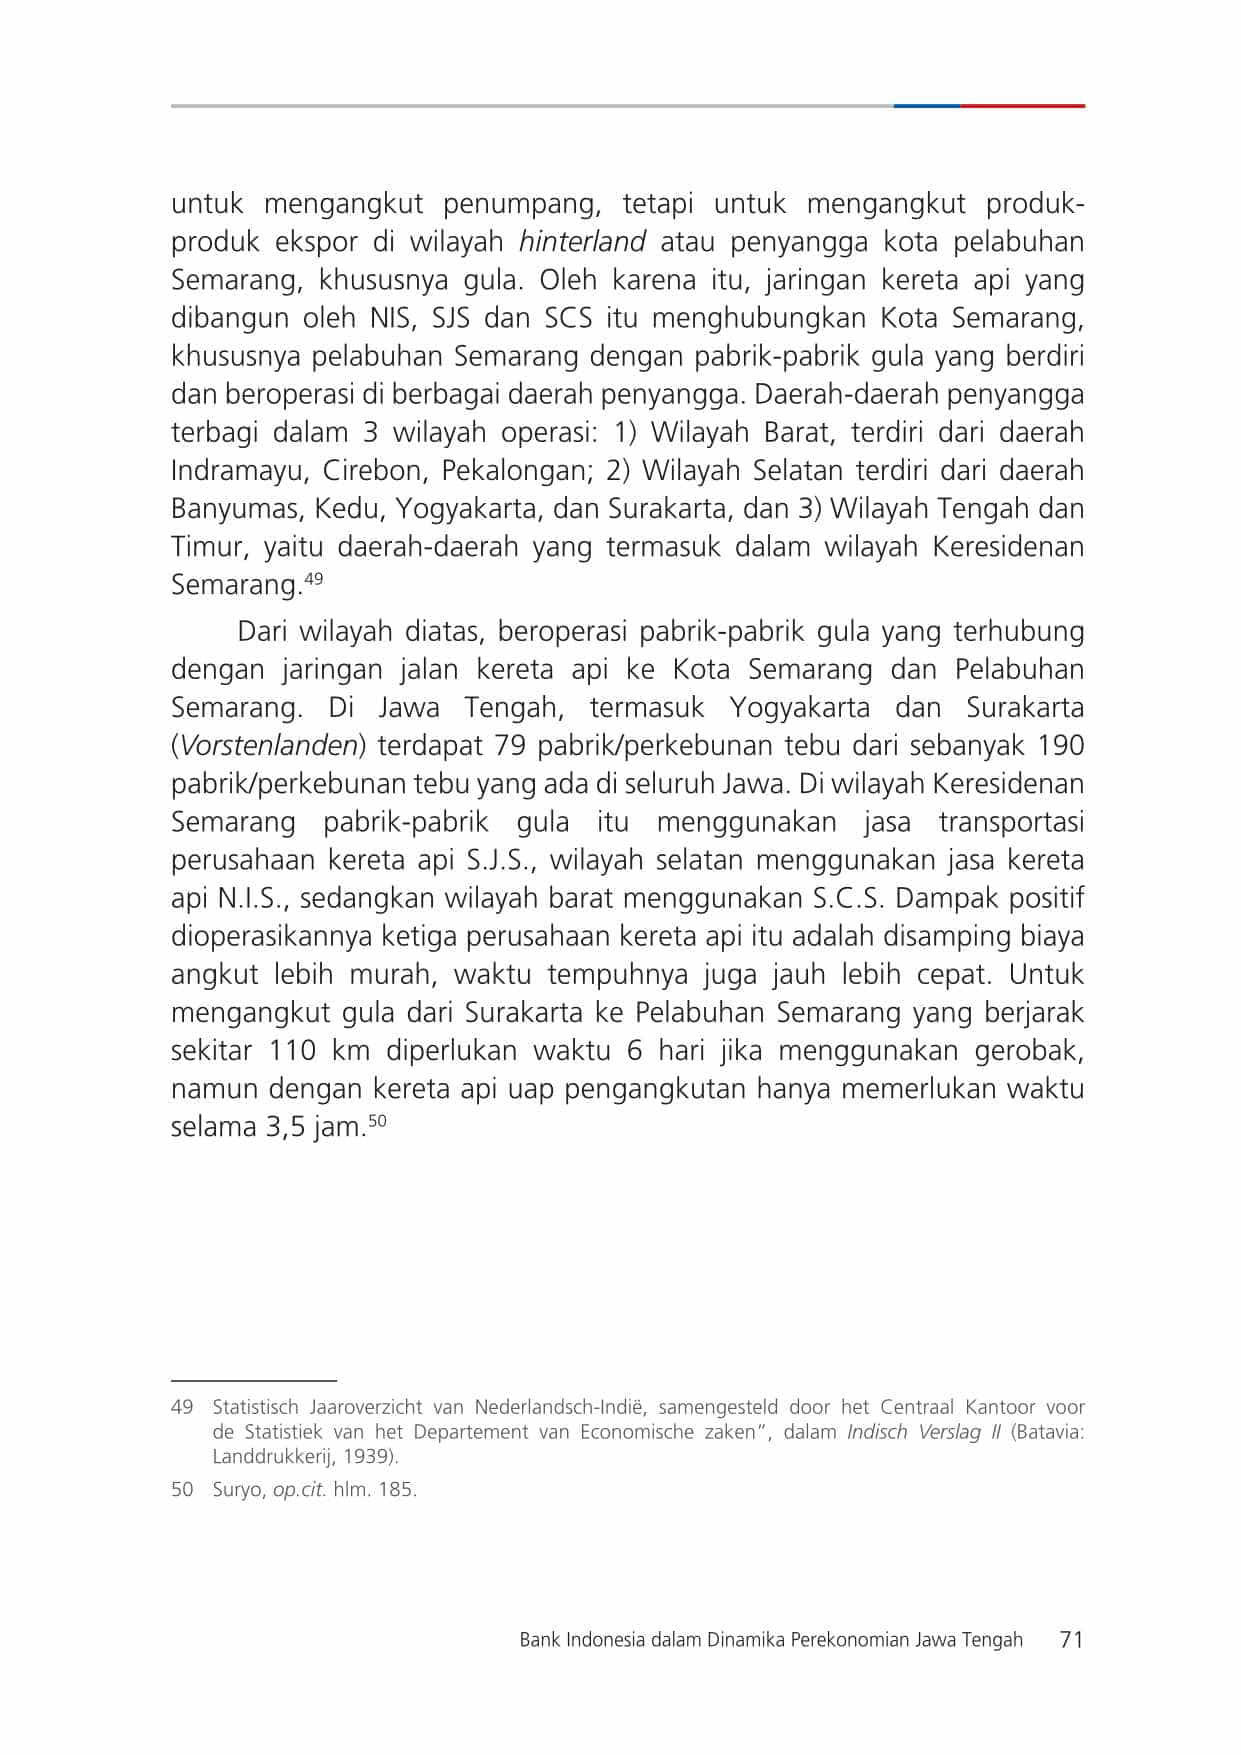 untuk mengangkut penumpang, tetapi untuk mengangkut produk-
produk ekspor di wilayah hinterland atau penyangga kota pelabuhan
Semarang, khususnya gula. Oleh karena itu, jaringan kereta api yang
dibangun oleh NIS, SJS dan SCS itu menghubungkan Kota Semarang,
khususnya pelabuhan Semarang dengan pabrik-pabrik gula yang berdiri
dan beroperasi di berbagai daerah penyangga. Daerah-daerah penyangga
terbagi dalam 3 wilayah operasi: 1) Wilayah Barat, terdiri dari daerah
Indramayu, Cirebon, Pekalongan; 2) Wilayah Selatan terdiri dari daerah
Banyumas, Kedu, Yogyakarta, dan Surakarta, dan 3) Wilayah Tengah dan
Timur, yaitu daerah-daerah yang termasuk dalam wilayah Keresidenan
Semarang.49
Dari wilayah diatas, beroperasi pabrik-pabrik gula yang terhubung
dengan jaringan jalan kereta api ke Kota Semarang dan Pelabuhan
Semarang. Di Jawa Tengah, termasuk Yogyakarta dan Surakarta
(Vorstenlanden) terdapat 79 pabrik/perkebunan tebu dari sebanyak 190
pabrik/perkebunan tebu yang ada di seluruh Jawa. Di wilayah Keresidenan
Semarang pabrik-pabrik gula itu menggunakan jasa transportasi
perusahaan kereta api S.J.S., wilayah selatan menggunakan jasa kereta
api N.I.S., sedangkan wilayah barat menggunakan S.C.S. Dampak positif
dioperasikannya ketiga perusahaan kereta api itu adalah disamping biaya
angkut lebih murah, waktu tempuhnya juga jauh lebih cepat. Untuk
mengangkut gula dari Surakarta ke Pelabuhan Semarang yang berjarak
sekitar 110 km diperlukan waktu 6 hari jika menggunakan gerobak,
namun dengan kereta api uap pengangkutan hanya memerlukan waktu
selama 3,5 jam.50
49 Statistisch Jaaroverzicht van Nederlandsch-Indië, samengesteld door het Centraal Kantoor voor
de Statistiek van het Departement van Economische zaken”, dalam Indisch Verslag II (Batavia:
Landdrukkerij, 1939).
50 Suryo, op.cit. hlm. 185.
Bank Indonesia dalam Dinamika Perekonomian Jawa Tengah 71